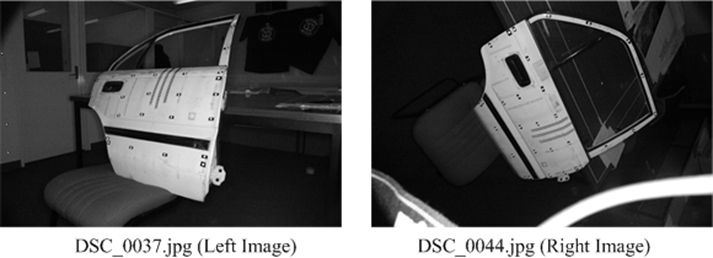 DSC_0037.jpg (Left Image)
DSC_0044.jpg (Right Image)